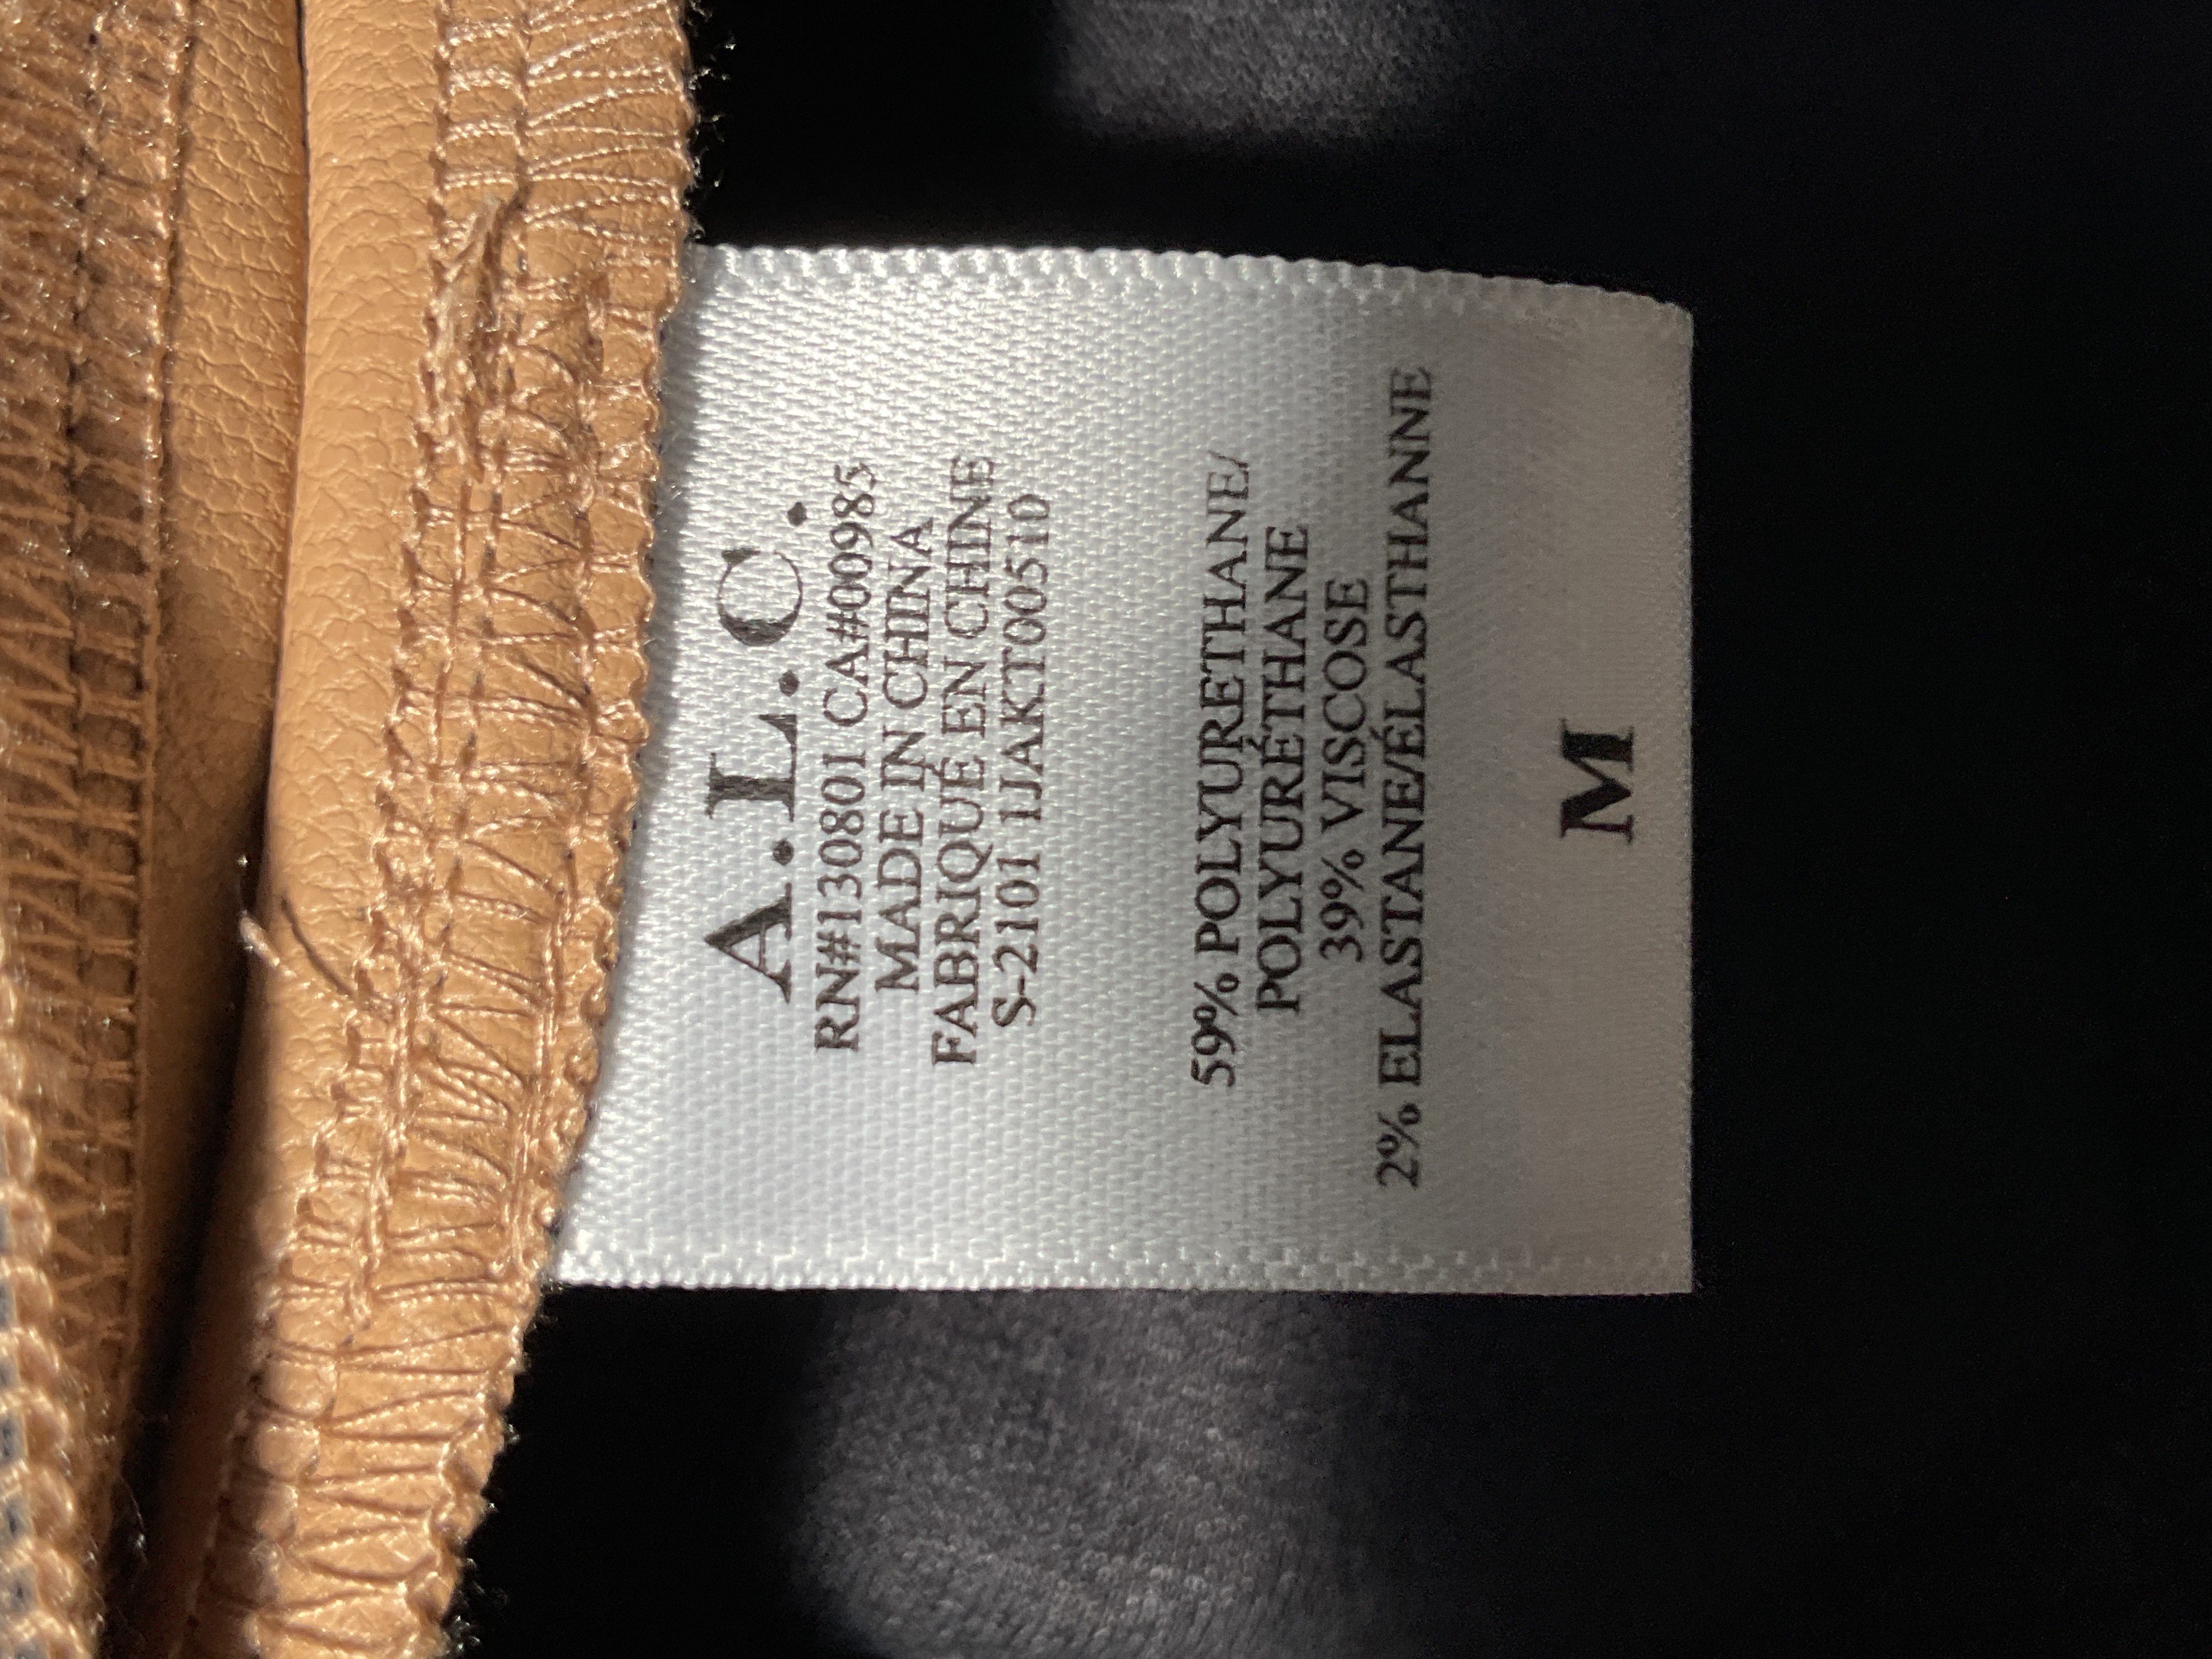 A.L.C.
RN#130801 CA#00985
MADE IN CHINA
FABRIQUÉ EN CHINE
S-2101 1JAKT00510
59% POLYURETHANE/
POLYURÉTHANE
39% VISCOSE
2% ELASTANE/ÉLASTHANNE
M